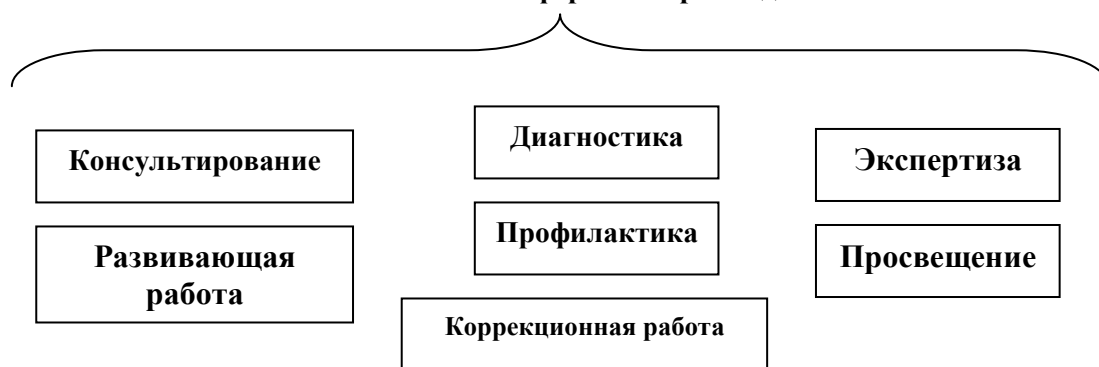 Консультирование
Развивающая
работа
Диагностика
Профилактика
Коррекционная работа
Экспертиза
Просвещение